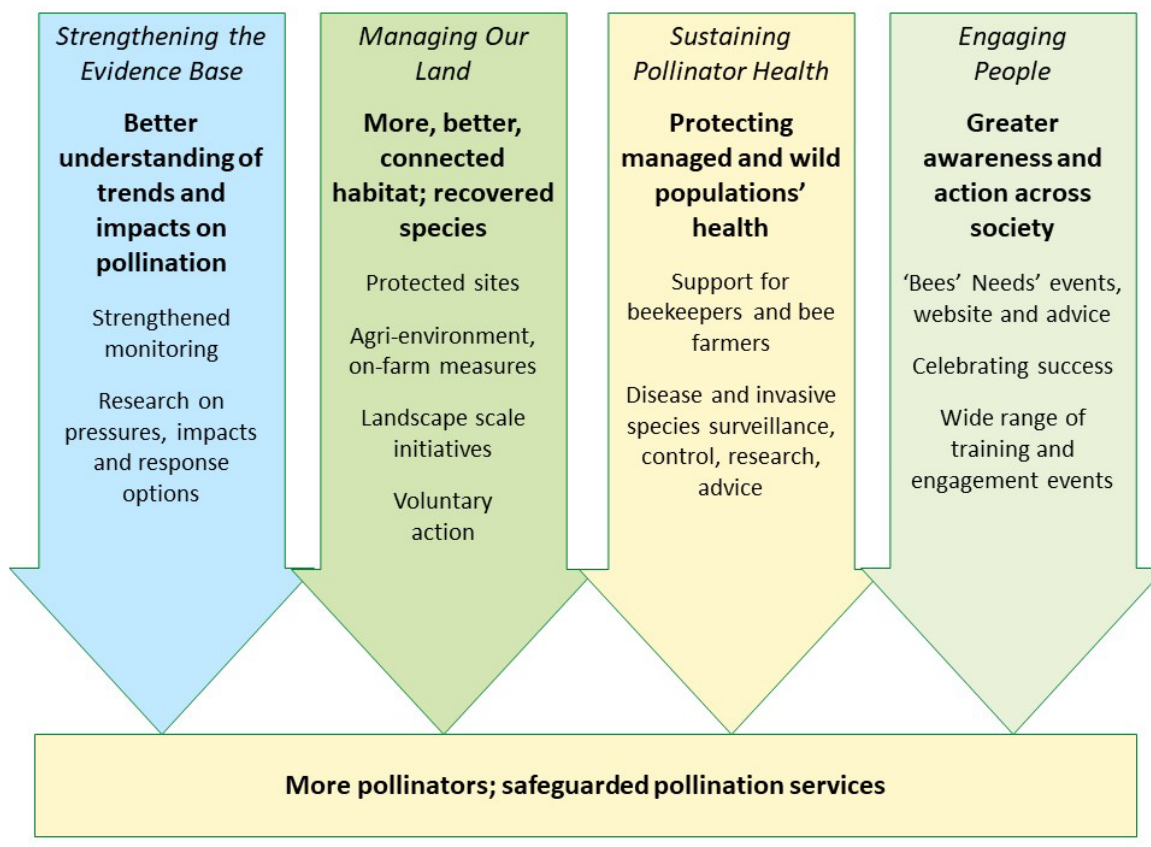 Strengthening the
Evidence Base
Better
understanding of
trends and
impacts on
pollination
Strengthened
monitoring
Research on
pressures, impacts
and response
options
Managing Our
Land
More, better,
connected
habitat; recovered
species
Protected sites
Agri-environment,
on-farm measures
Landscape scale
initiatives
Voluntary
action
Sustaining
Pollinator Health
Protecting
managed and wild
populations’
health
Support for
beekeepers and bee
farmers
Disease and invasive
species surveillance,
control, research,
advice
Engaging
People
Greater
awareness and
action across
society
‘Bees’ Needs’ events,
website and advice
Celebrating success
Wide range of
training and
engagement events
More pollinators; safeguarded pollination services